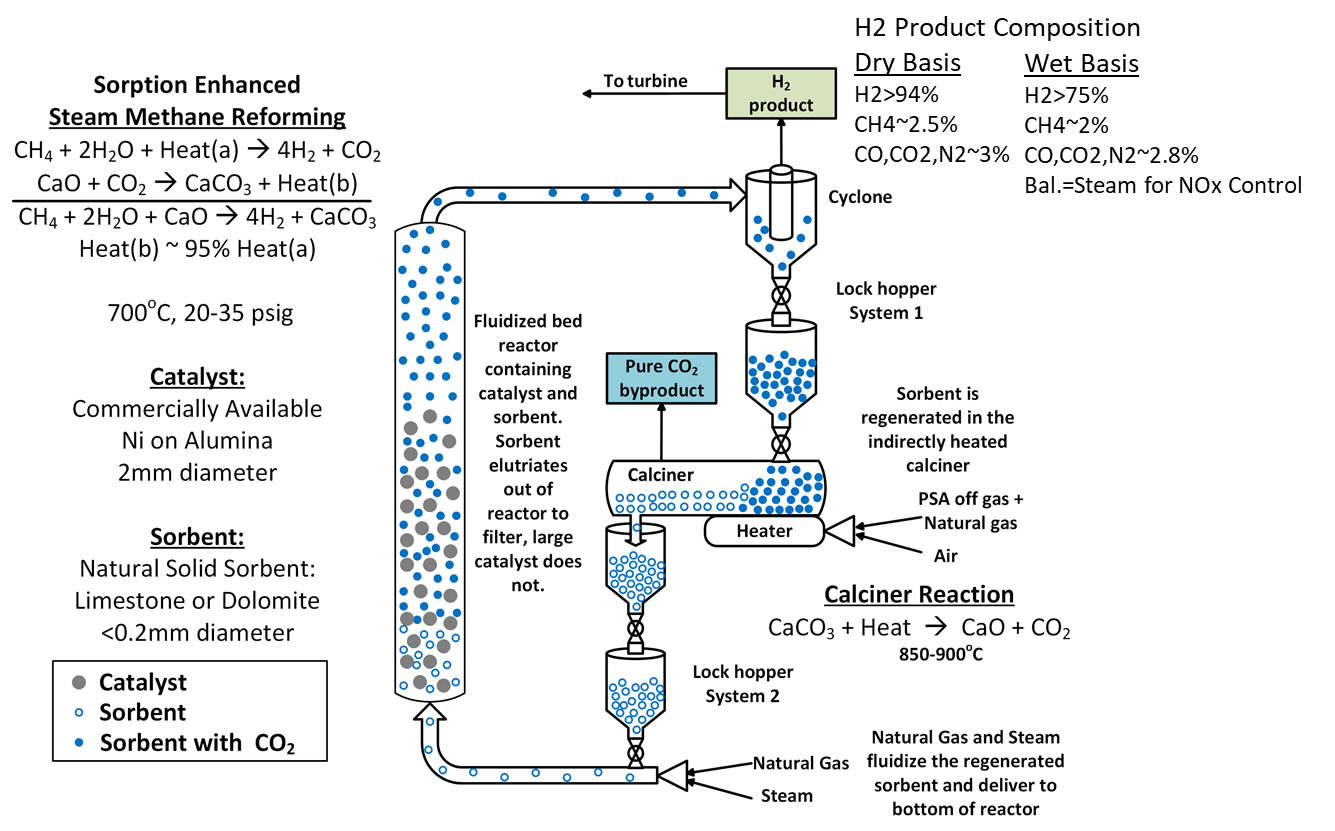 Sorption Enhanced
Steam Methane Reforming
CH₄ + 2H₂O + Heat(a) → 4H₂ + CO₂
CaO + CO₂ → CaCO₃ + Heat(b)
CH₄ + 2H₂O + CaO → 4H₂ + CaCO₃
Heat(b) ~ 95% Heat(a)
700°C, 20-35 psig
Catalyst:
Commercially Available
Ni on Alumina
2mm diameter
Sorbent:
Natural Solid Sorbent:
Limestone or Dolomite
<0.2mm diameter
Catalyst
Sorbent
Sorbent with CO₂
Fluidized bed
reactor
containing
catalyst and
sorbent.
Sorbent
elutriates
out of
reactor to
filter, large
catalyst does
not.
To turbine
H₂
product
H2 Product Composition
Dry Basis
H2>94%
CH4~2.5%
CO,CO2,N2~3%
Wet Basis
H2>75%
CH4~2%
CO,CO2,N2~2.8%
Bal.=Steam for NOx Control
Cyclone
Lock hopper
System 1
Pure CO₂
byproduct
Sorbent is
regenerated in the
indirectly heated
calciner
Calciner
Heater
PSA off gas +
Natural gas
Air
Calciner Reaction
CaCO₃ + Heat → CaO + CO₂
850-900°C
Lock hopper
System 2
Natural Gas
Steam
Natural Gas and Steam
fluidize the regenerated
sorbent and deliver to
bottom of reactor